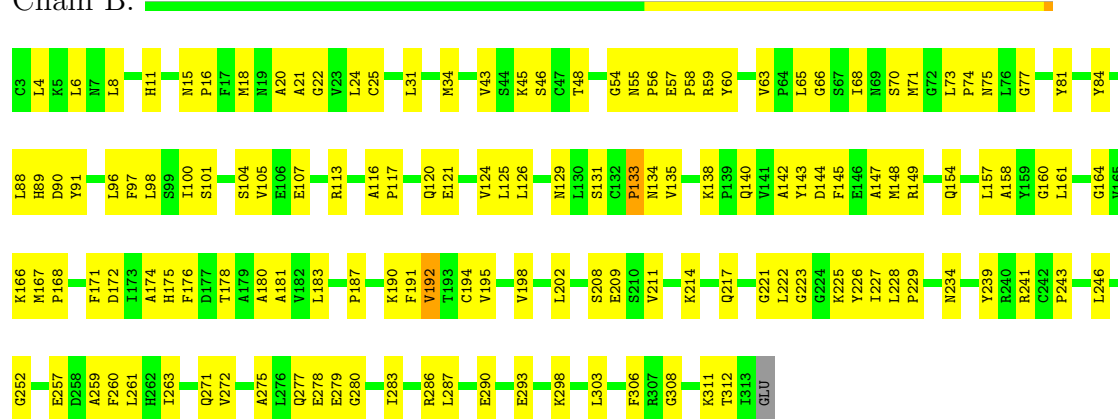 Chain B:
C3 L4 K5 L6 N7 L8 H11 N15 P16 F17 M18 N19 A20 A21 G22 V23 L24 C25 L31 M34 V43 S44 K45 S46 C47 T48 G54 N55 P56 E57 P58 R59 Y60 V63 P64 L65 G66 S67 I68 N69 S70 M71 G72 L73 P74 N75 L76 G77 Y81 Y84
L88 H89 D90 Y91 L96 F97 L98 S99 I100 S101 S104 V105 E106 E107 R113 A116 P117 Q120 E121 V124 L125 L126 N129 L130 S131 C132 P133 N134 V135 K138 P139 Q140 V141 A142 Y143 D144 F145 E146 A147 M148 R149 Q154 L157 A158 Y159 G160 L161 G164 V165
K166 M167 P168 F171 D172 I173 A174 H175 F176 D177 T178 A179 A180 A181 V182 L183 P187 K190 F191 V192 T193 C194 V195 V198 L202 S208 E209 S210 V211 K214 Q217 G221 L222 G223 G224 K225 Y226 I227 L228 P229 N234 Y239 R240 R241 C242 P243 L246
G252 E257 D258 A259 F260 L261 H262 I263 Q271 V272 A275 L276 Q277 E278 E279 G280 I283 R286 L287 E290 E293 K298 L303 F306 R307 G308 K311 T312 I313 GLU